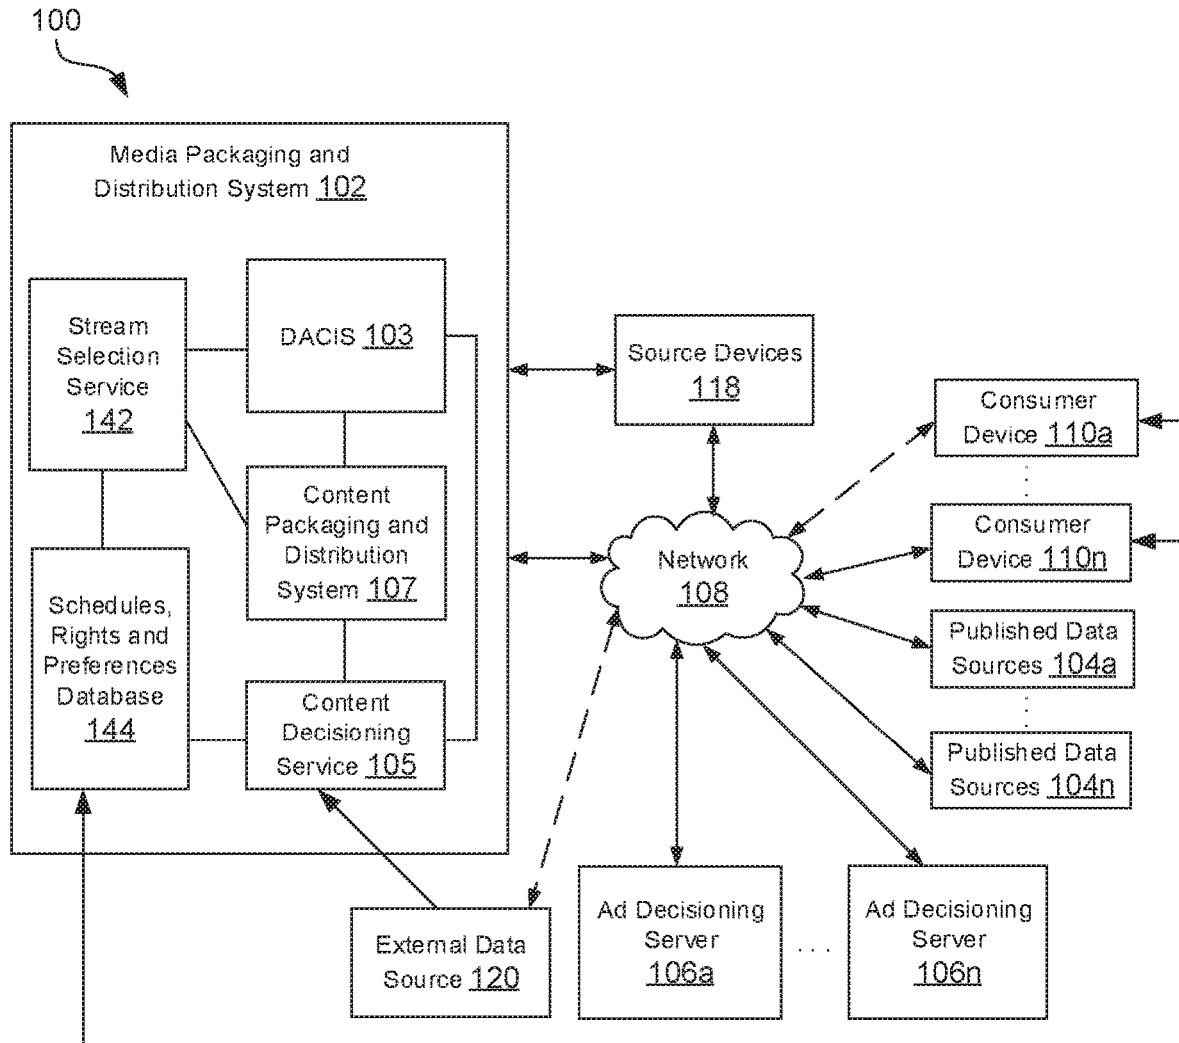 100
Media Packaging and
Distribution System 102
Stream
Selection
Service
142
DACIS 103
Content
Packaging and
Distribution
System 107
Schedules,
Rights and
Preferences
Database
144
Content
Decisioning
Service 105
Source Devices
118
Network
108
Consumer
Device 110a
Consumer
Device 110n
Published Data
Sources 104a
Published Data
Sources 104n
External Data
Source 120
Ad Decisioning
Server
106a
. . .
Ad Decisioning
Server
106n